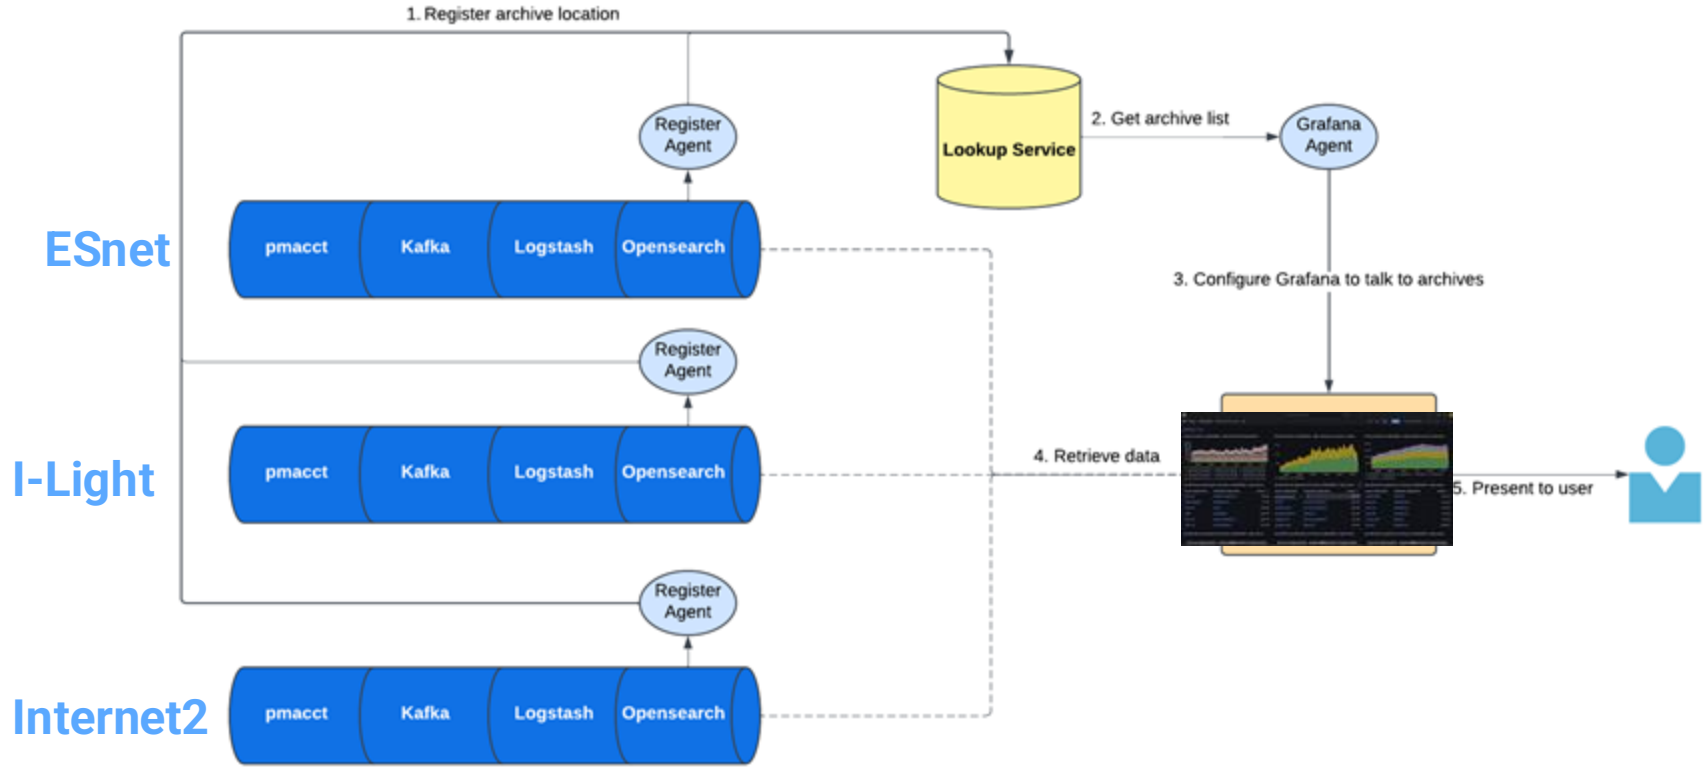 1. Register archive location
Register
Agent
Lookup Service
2. Get archive list
Grafana
Agent
ESnet
pmacct
Kafka
Logstash
Opensearch
3. Configure Grafana to talk to archives
Register
Agent
I-Light
pmacct
Kafka
Logstash
Opensearch
4. Retrieve data
5. Present to user
Register
Agent
Internet2
pmacct
Kafka
Logstash
Opensearch